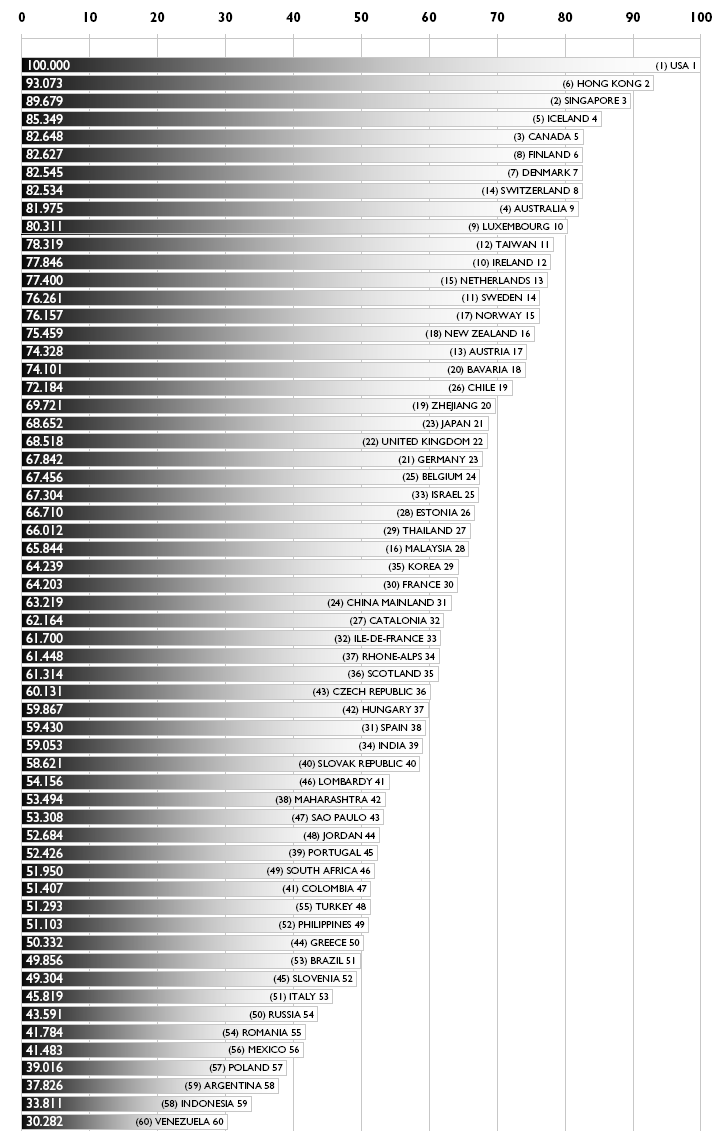 0 10 20 30 40 50 60 70 80 90 100
100.000 (1) USA 1
93.073 (6) HONG KONG 2
89.679 (2) SINGAPORE 3
85.349 (5) ICELAND 4
82.648 (3) CANADA 5
82.627 (8) FINLAND 6
82.545 (7) DENMARK 7
82.534 (14) SWITZERLAND 8
81.975 (4) AUSTRALIA 9
80.311 (9) LUXEMBOURG 10
78.319 (12) TAIWAN 11
77.846 (10) IRELAND 12
77.400 (15) NETHERLANDS 13
76.261 (11) SWEDEN 14
76.157 (17) NORWAY 15
75.459 (18) NEW ZEALAND 16
74.328 (13) AUSTRIA 17
74.101 (20) BAVARIA 18
72.184 (26) CHILE 19
69.721 (19) ZHEJIANG 20
68.652 (23) JAPAN 21
68.518 (22) UNITED KINGDOM 22
67.842 (21) GERMANY 23
67.456 (25) BELGIUM 24
67.304 (33) ISRAEL 25
66.710 (28) ESTONIA 26
66.012 (29) THAILAND 27
65.844 (16) MALAYSIA 28
64.239 (35) KOREA 29
64.203 (30) FRANCE 30
63.219 (24) CHINA MAINLAND 31
62.164 (27) CATALONIA 32
61.700 (32) ILE-DE-FRANCE 33
61.448 (37) RHONE-ALPS 34
61.314 (36) SCOTLAND 35
60.131 (43) CZECH REPUBLIC 36
59.867 (42) HUNGARY 37
59.430 (31) SPAIN 38
59.053 (34) INDIA 39
58.621 (40) SLOVAK REPUBLIC 40
54.156 (46) LOMBARDY 41
53.494 (38) MAHARASHTRA 42
53.308 (47) SAO PAULO 43
52.684 (48) JORDAN 44
52.426 (39) PORTUGAL 45
51.950 (49) SOUTH AFRICA 46
51.407 (41) COLOMBIA 47
51.293 (55) TURKEY 48
51.103 (52) PHILIPPINES 49
50.332 (44) GREECE 50
49.856 (53) BRAZIL 51
49.304 (45) SLOVENIA 52
45.819 (51) ITALY 53
43.591 (50) RUSSIA 54
41.784 (54) ROMANIA 55
41.483 (56) MEXICO 56
39.016 (57) POLAND 57
37.826 (59) ARGENTINA 58
33.811 (58) INDONESIA 59
30.282 (60) VENEZUELA 60